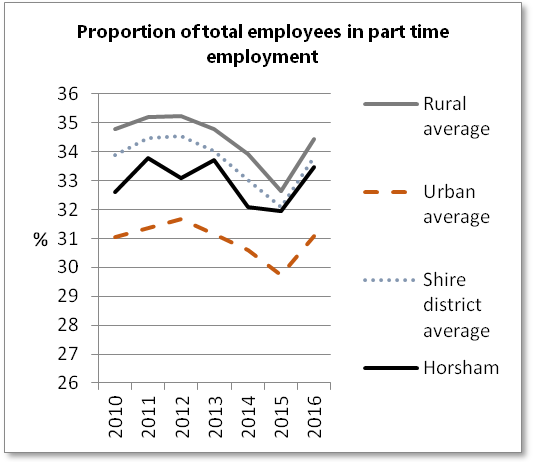 Proportion of total employees in part time
employment
36
35
34
33
32
31
30
29
28
27
26
%
2010
2011
2012
2013
2014
2015
2016
Rural
average
Urban
average
Shire
district
average
Horsham